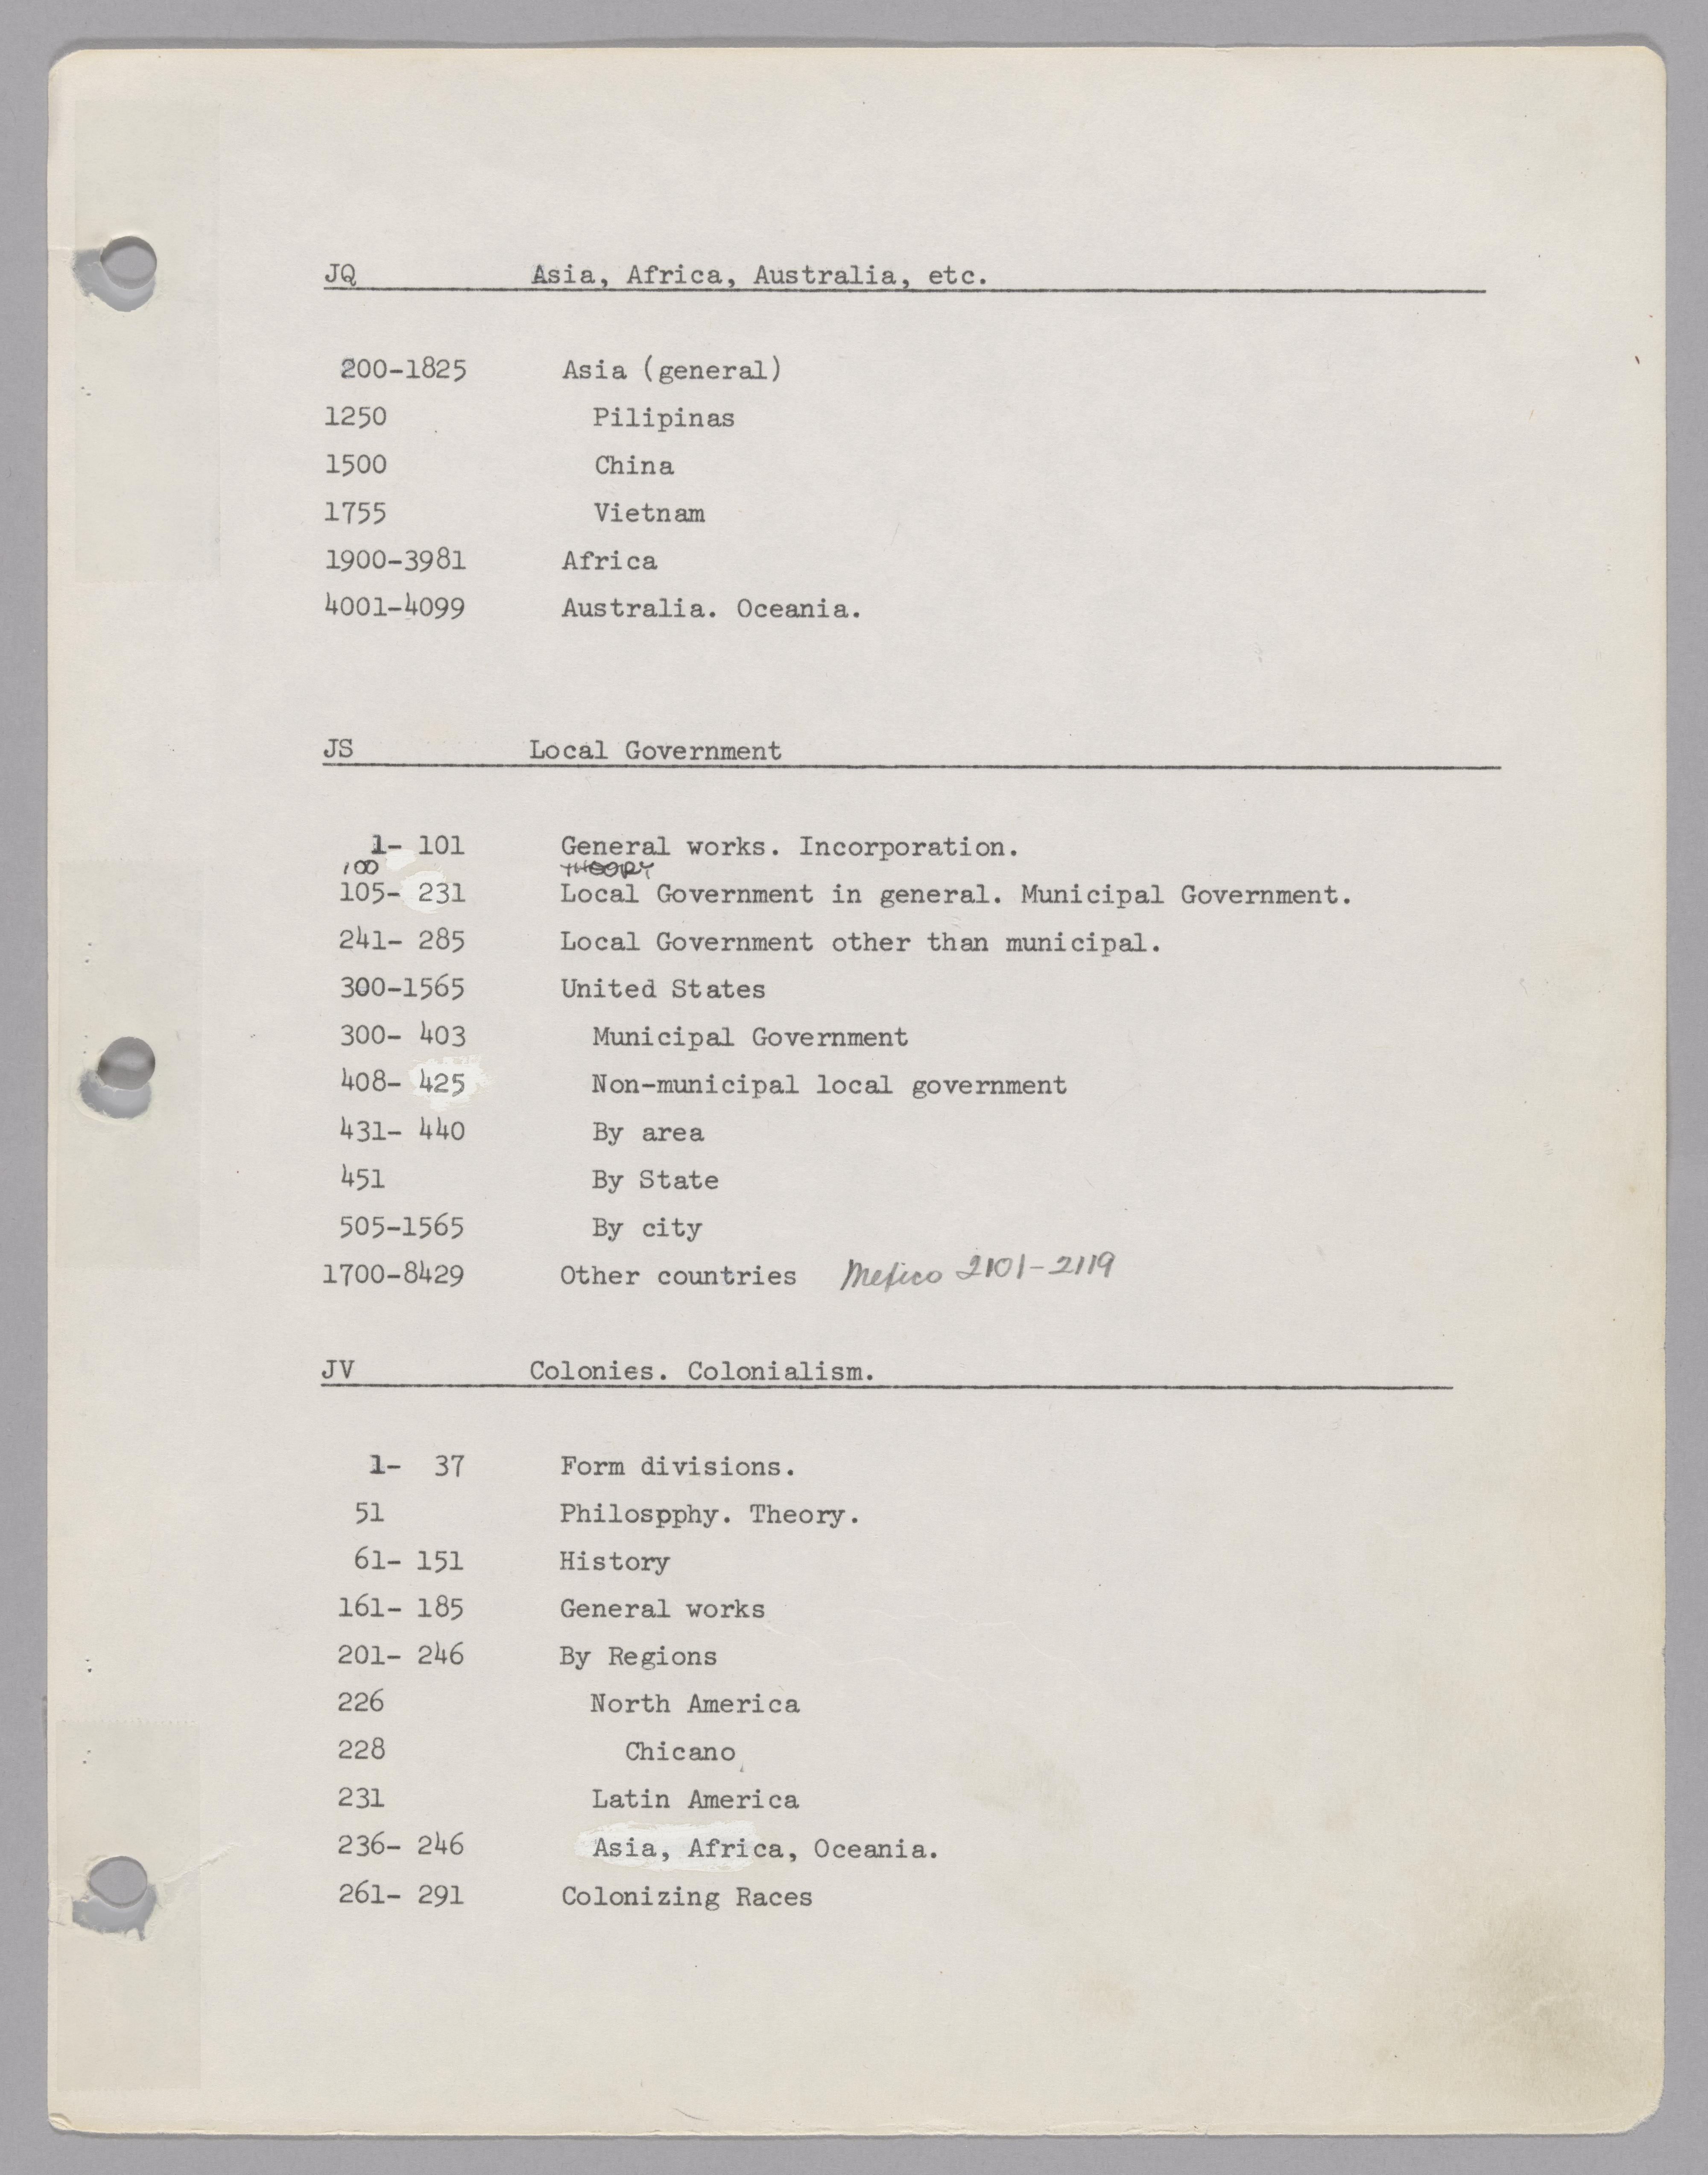 JQ Asia, Africa, Australia, etc.
200-1825 Asia (general)
1250 Pilipinas
1500 China
1755 Vietnam
1900-3981 Africa
4001-4099 Australia. Oceania.
JS Local Government
1- 101 General works. Incorporation.
100 THEORY
105- 231 Local Government in general. Municipal Government.
241- 285 Local Government other than municipal.
300-1565 United States
300- 403 Municipal Government
408- 425 Non-municipal local government
431- 440 By area
451 By State
505-1565 By city
1700-8429 Other countries Mexico 2101-2119
JV Colonies. Colonialism.
1- 37 Form divisions.
51 Philospphy. Theory.
61- 151 History
161- 185 General works
201- 246 By Regions
226 North America
228 Chicano
231 Latin America
236- 246 Asia, Africa, Oceania.
261- 291 Colonizing Races